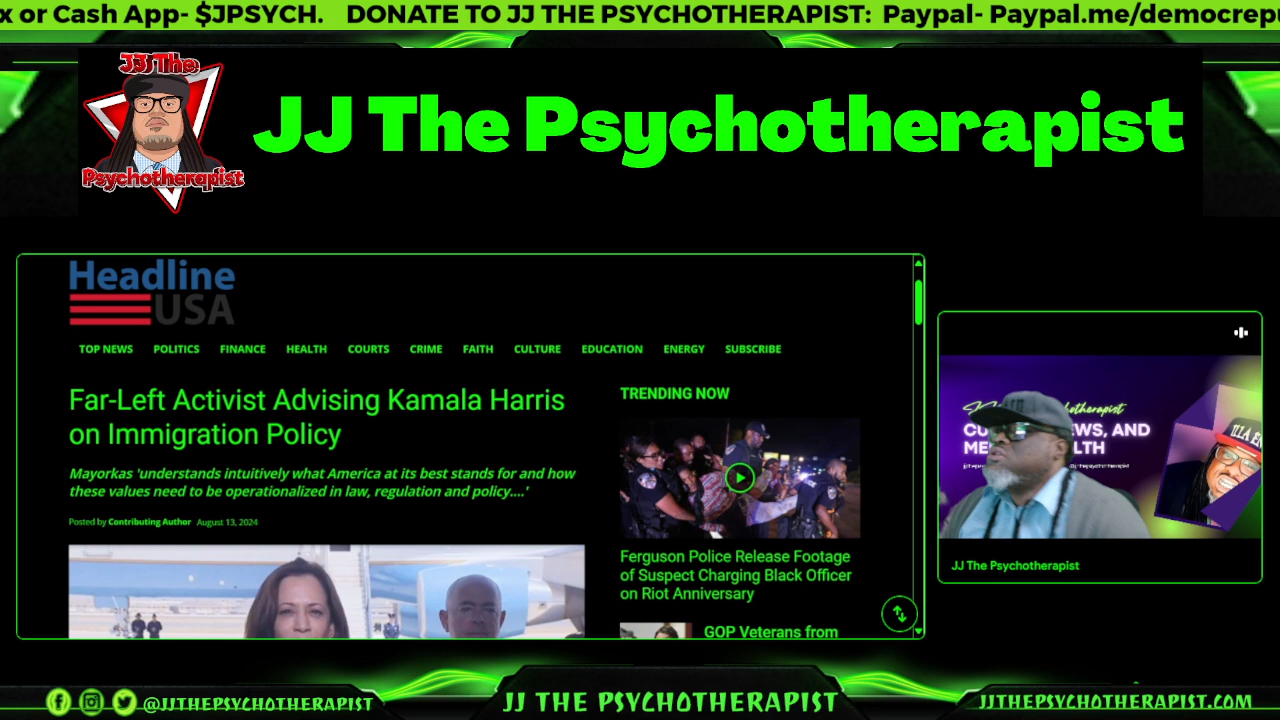 x or Cash App- $JPSYCH. DONATE TO JJ THE PSYCHOTHERAPIST: Paypal- Paypal.me/democrepu
JJ The
Psychotherapist
JJ The Psychotherapist
Headline
USA
TOP NEWS POLITICS FINANCE HEALTH COURTS CRIME FAITH CULTURE EDUCATION ENERGY SUBSCRIBE
Far-Left Activist Advising Kamala Harris
on Immigration Policy
Mayorkas 'understands intuitively what America at its best stands for and how
these values need to be operationalized in law, regulation and policy....'
Posted by Contributing Author August 13, 2024
TRENDING NOW
Ferguson Police Release Footage
of Suspect Charging Black Officer
on Riot Anniversary
GOP Veterans from
JJ The Psychotherapist
@JJTHEPSYCHOTHERAPIST
JJ THE PSYCHOTHERAPIST
JJTHEPSYCHOTHERAPIST.COM